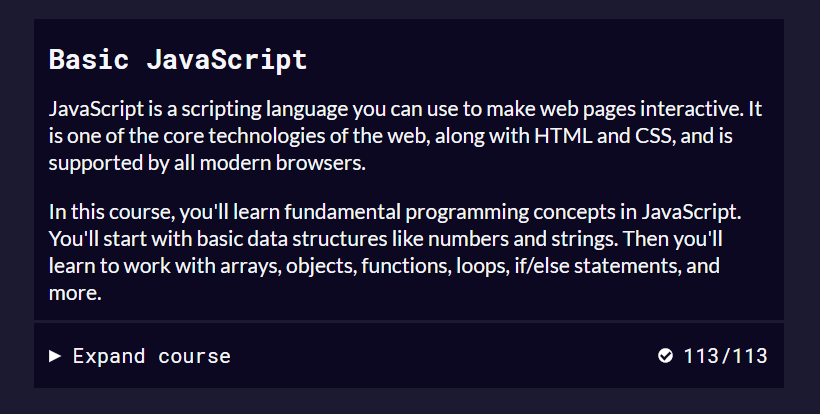 Basic JavaScript
JavaScript is a scripting language you can use to make web pages interactive. It
is one of the core technologies of the web, along with HTML and CSS, and is
supported by all modern browsers.
In this course, you'll learn fundamental programming concepts in JavaScript.
You'll start with basic data structures like numbers and strings. Then you'll
learn to work with arrays, objects, functions, loops, if/else statements, and
more.
Expand course 113/113